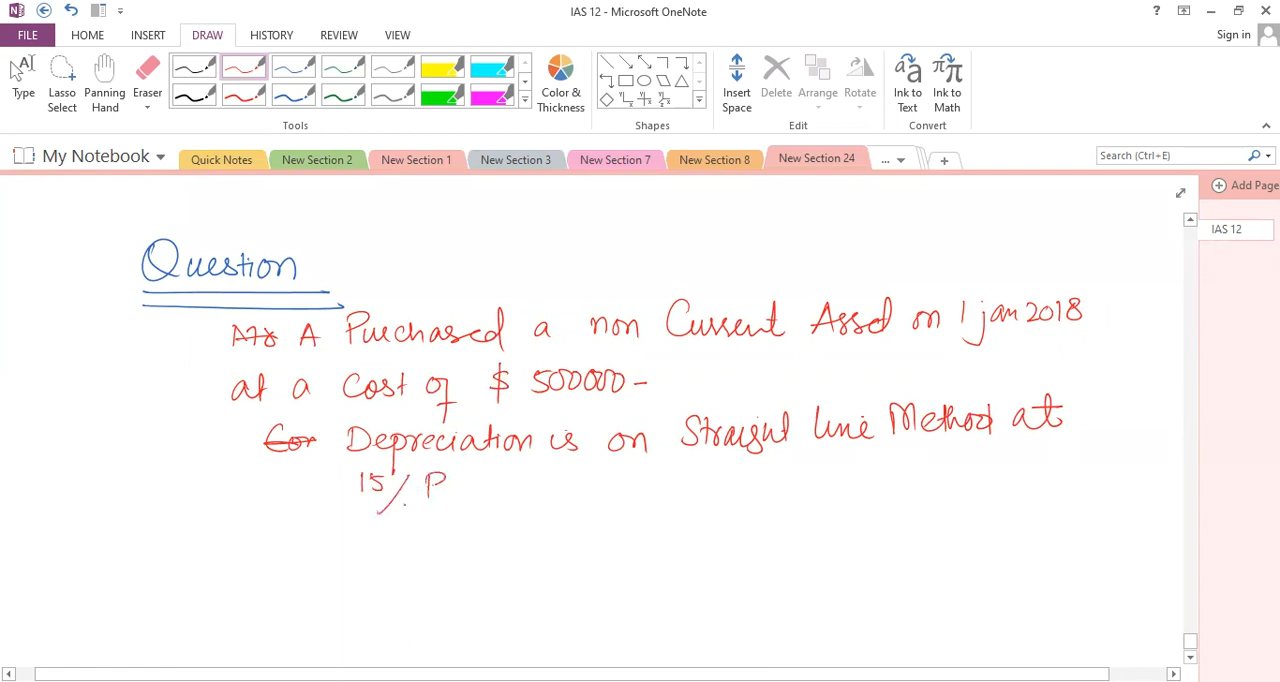 IAS 12 - Microsoft OneNote
?
Sign in
FILE HOME INSERT DRAW HISTORY REVIEW VIEW
Type
Lasso Select
Panning Hand
Eraser
Color & Thickness
Insert Space
Delete
Arrange
Rotate
Ink to Text
Ink to Math
Tools
Shapes
Edit
Convert
My Notebook
Quick Notes
New Section 2
New Section 1
New Section 3
New Section 7
New Section 8
New Section 24
...
Search (Ctrl+E)
Add Page
IAS 12
Question
A Purchased a non Current Asset on 1 jan 2018
at a Cost of $ 500000 -
Depreciation is on Straight line Method at
15% P